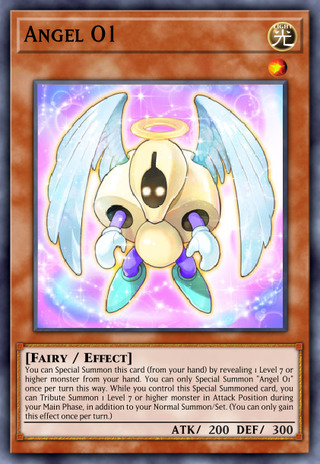 Angel O1
LIGHT
光
[Fairy / Effect]
You can Special Summon this card (from your hand) by revealing 1 Level 7 or
higher monster from your hand. You can only Special Summon "Angel O1"
once per turn this way. While you control this Special Summoned card, you
can Tribute Summon 1 Level 7 or higher monster in Attack Position during
your Main Phase, in addition to your Normal Summon/Set. (You can only gain
this effect once per turn.)
ATK/ 200 DEF/ 300